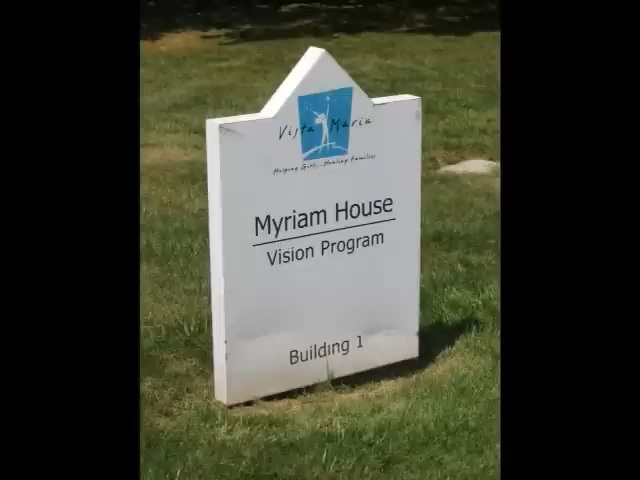 Vista Maria
Helping Girls, Healing Families
Myriam House
Vision Program
Building 1